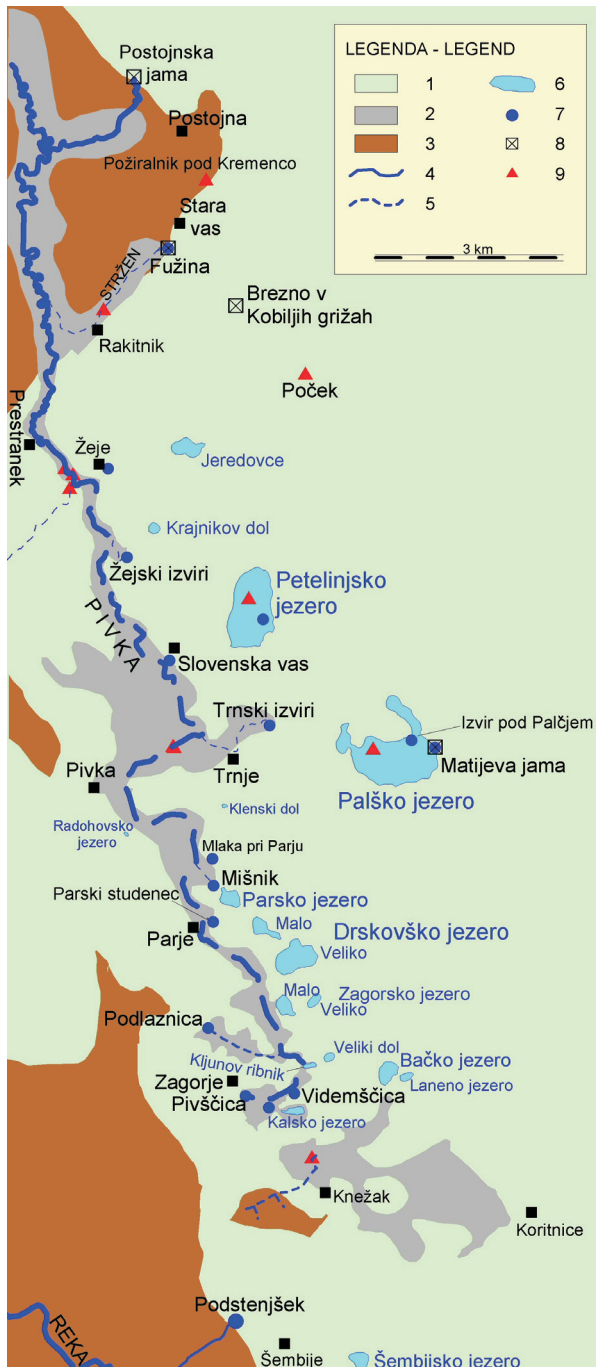 Postojnska
jama
Postojna
Požiralnik pod Kremenco
Stara
vas
Fužina
STRŽEN
Rakitnik
Brezno v
Kobiljih grižah
Poček
Prestranek
Žeje
Jeredovce
Krajnikov dol
Žejski izviri
Petelinjsko
jezero
PIVKA
Slovenska vas
Trnski izviri
Izvir pod Palčjem
Matijeva jama
Palško jezero
Pivka
Trnje
Klenski dol
Radohovsko
jezero
Mlaka pri Parju
Mišnik
Parski studenec
Parsko jezero
Malo
Drskovško jezero
Veliko
Parje
Malo
Zagorsko jezero
Veliko
Podlaznica
Kljunov ribnik
Veliki dol
Bačko jezero
Laneno jezero
Zagorje
Pivščica
Videmščica
Kalsko jezero
Knežak
Koritnice
Podstenjšek
REKA
Šembije
Šembijsko jezero
LEGENDA - LEGEND
1
2
3
4
5
6
7
8
9
3 km